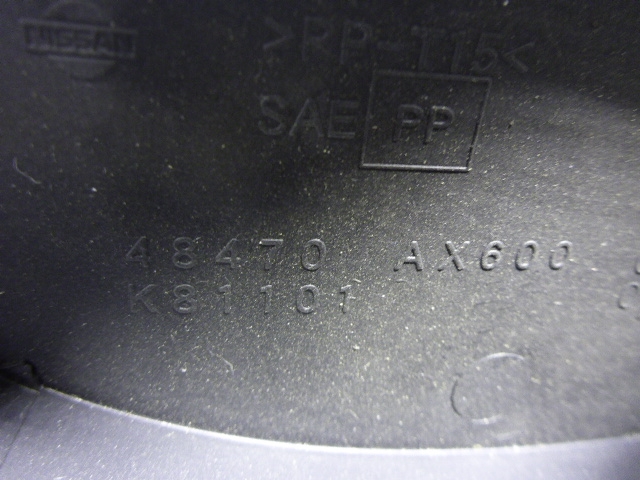 NISSAN
>RP-T15<
SAE PP
48470 AX600
K81101